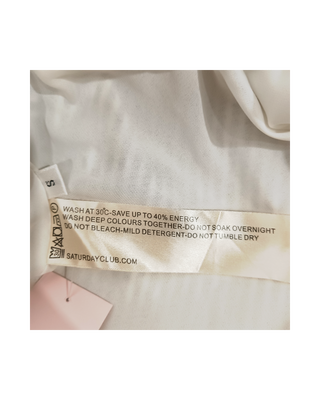 S
WASH AT 30°C-SAVE UP TO 40% ENERGY
WASH DEEP COLOURS TOGETHER-DO NOT SOAK OVERNIGHT
DO NOT BLEACH-MILD DETERGENT-DO NOT TUMBLE DRY
SATURDAYCLUB.COM